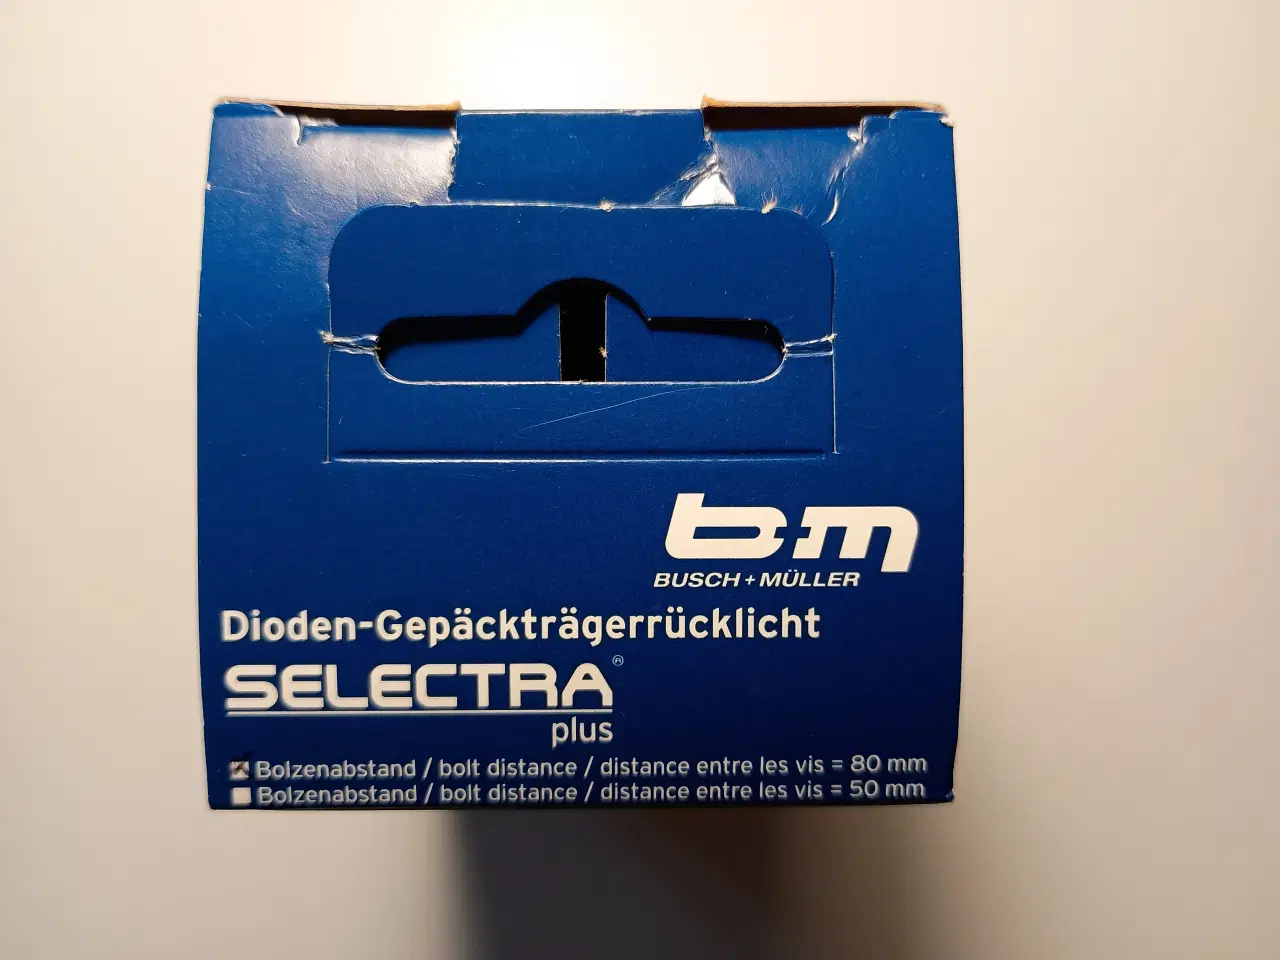 bm
BUSCH + MÜLLER
Dioden-Gepäckträgerrücklicht
SELECTRA®
plus
Bolzenabstand / bolt distance / distance entre les vis = 80 mm
Bolzenabstand / bolt distance / distance entre les vis = 50 mm